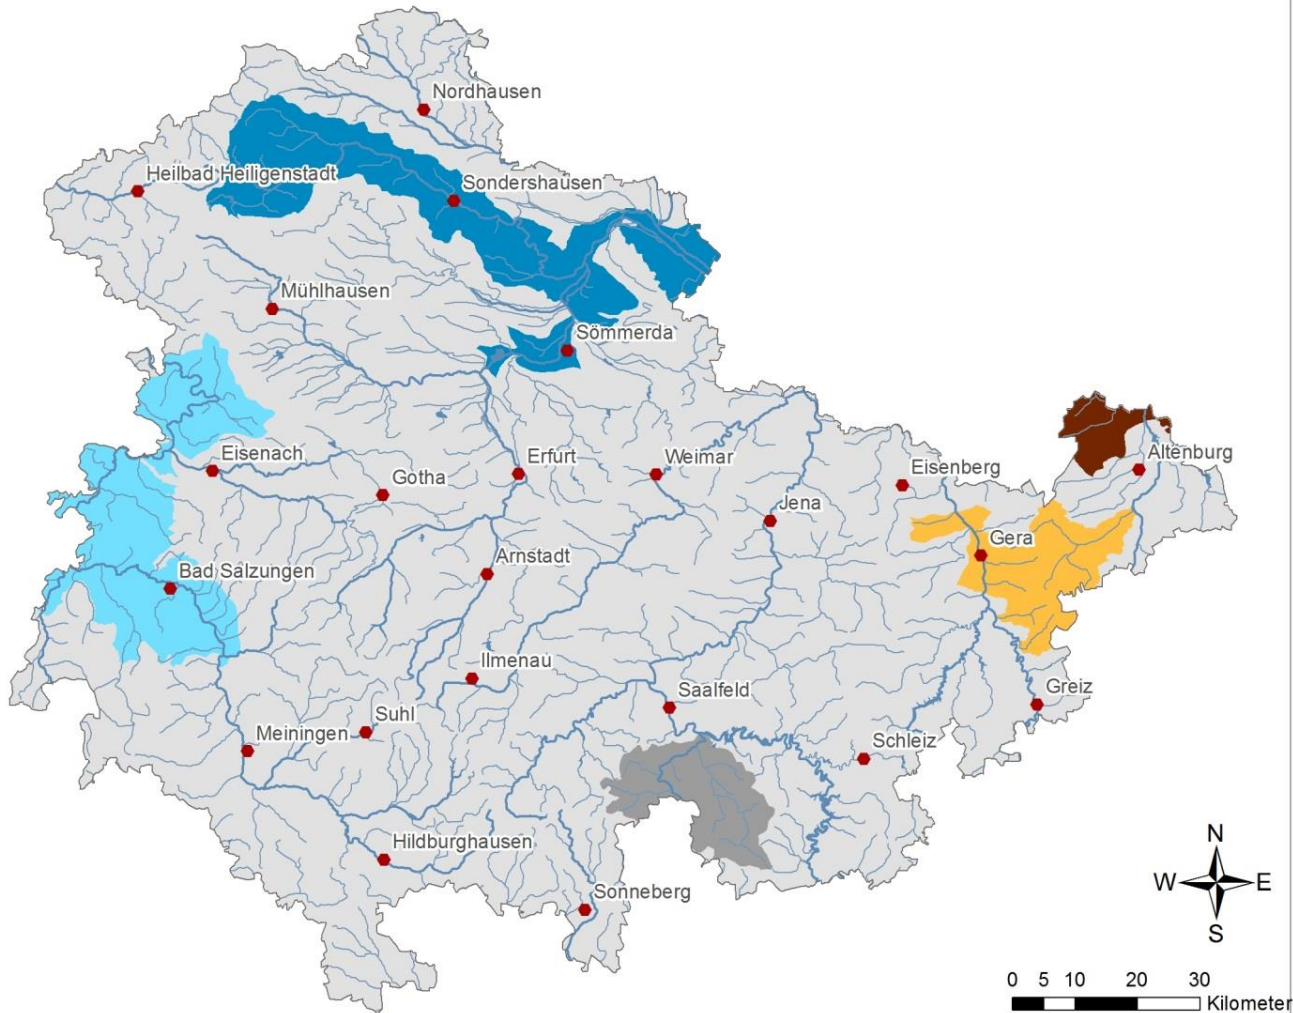 Nordhausen
Heilbad Heiligenstadt
Sondershausen
Mühlhausen
Sömmerda
Eisenach
Gotha
Erfurt
Weimar
Eisenberg
Altenburg
Jena
Gera
Bad Salzungen
Arnstadt
Ilmenau
Saalfeld
Greiz
Suhl
Meiningen
Schleiz
Hildburghausen
Sonneberg
N
W E
S
0 5 10 20 30
Kilometer